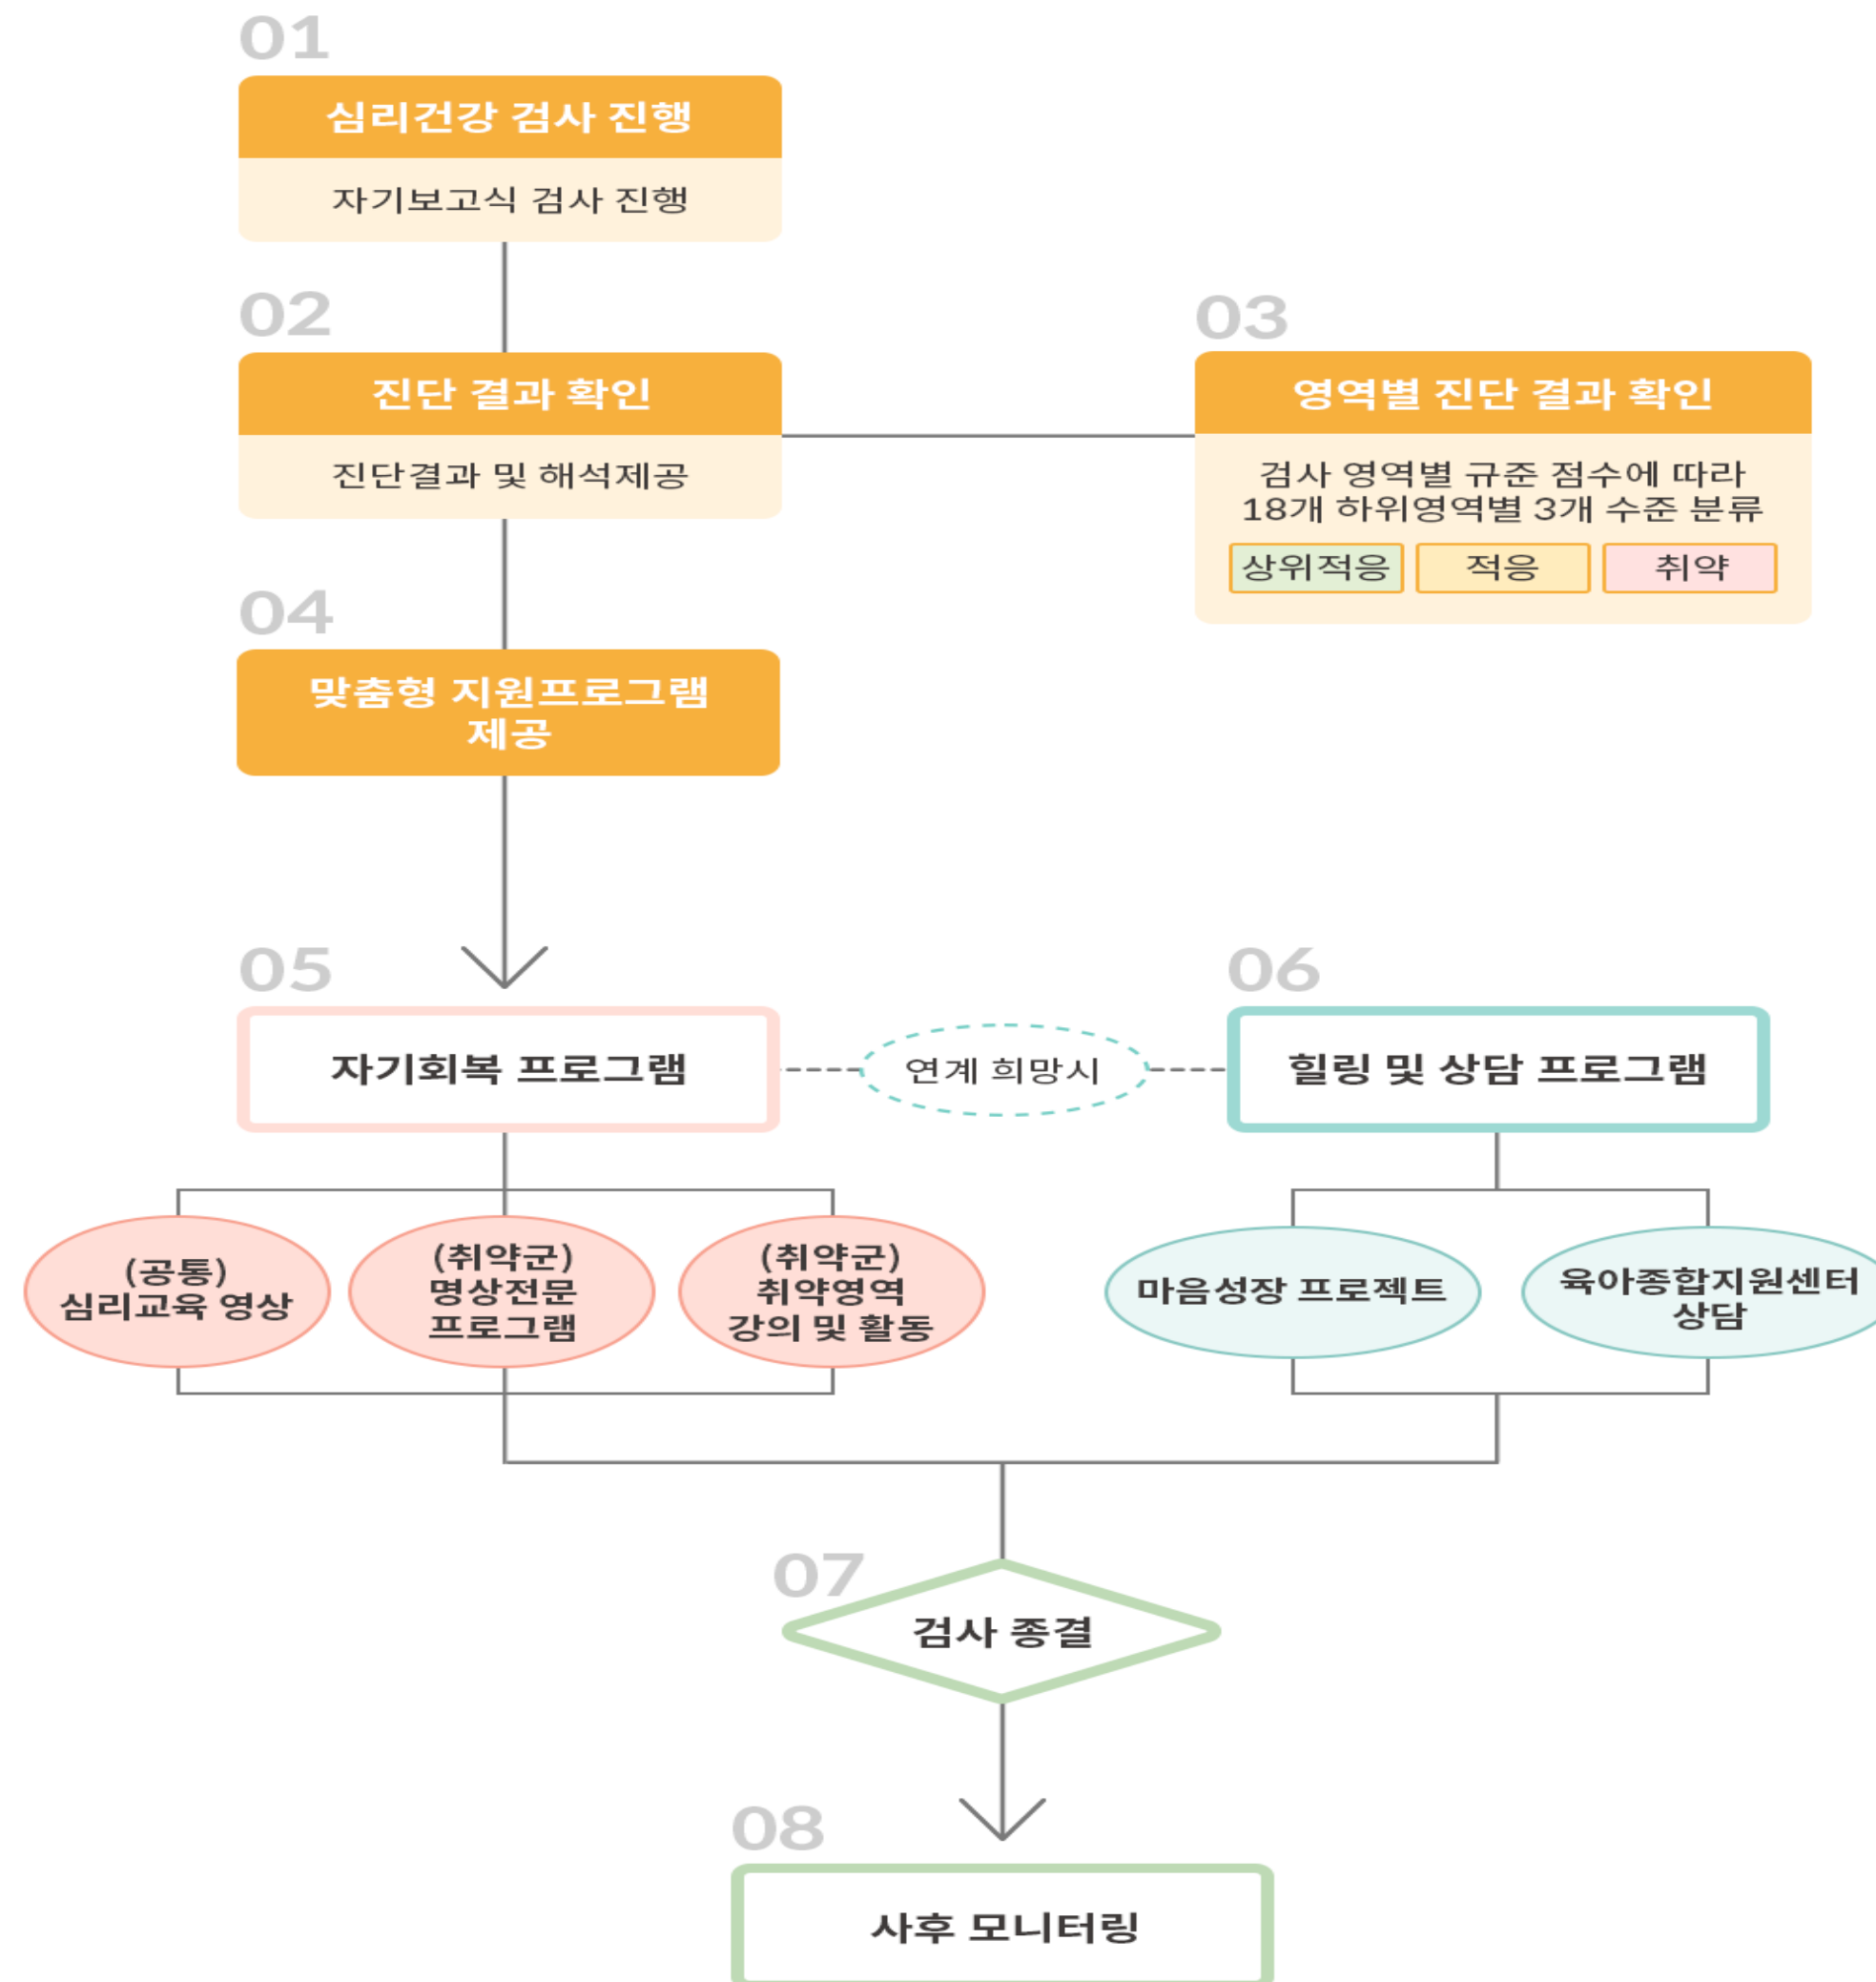 01
심리건강 검사 진행
자기보고식 검사 진행
02
진단 결과 확인
진단결과 및 해석제공
03
영역별 진단 결과 확인
검사 영역별 규준 점수에 따라
18개 하위영역별 3개 수준 분류
상위적응 적응 취약
04
맞춤형 지원프로그램
제공
05
자기회복 프로그램
연계 희망시
06
힐링 및 상담 프로그램
(공통)
심리교육 영상
(취약군)
명상전문
프로그램
(취약군)
취약영역
강의 및 활동
마음성장 프로젝트
육아종합지원센터
상담
07
검사 종결
08
사후 모니터링